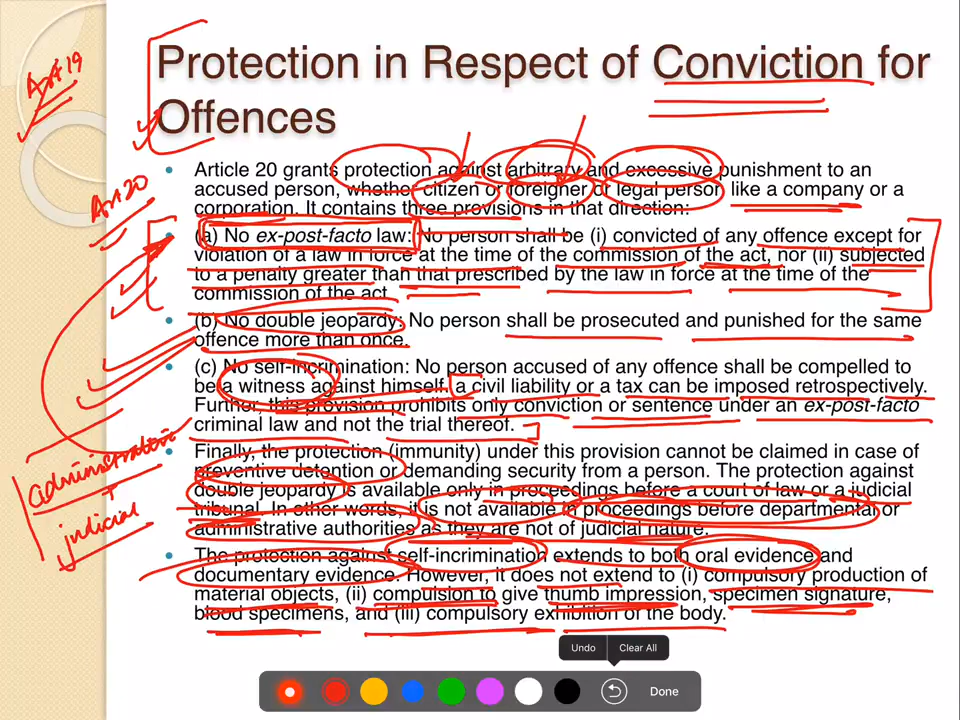 Art 19
Protection in Respect of Conviction for
Offences
Art 20
• Article 20 grants protection against arbitrary and excessive punishment to an
accused person, whether citizen or foreigner or legal person like a company or a
corporation. It contains three provisions in that direction:
• (a) No ex-post-facto law: No person shall be (i) convicted of any offence except for
violation of a law in force at the time of the commission of the act, nor (ii) subjected
to a penalty greater than that prescribed by the law in force at the time of the
commission of the act.
• (b) No double jeopardy: No person shall be prosecuted and punished for the same
offence more than once.
• (c) No self-incrimination: No person accused of any offence shall be compelled to
be a witness against himself. a civil liability or a tax can be imposed retrospectively.
Further, this provision prohibits only conviction or sentence under an ex-post-facto
criminal law and not the trial thereof.
• Finally, the protection (immunity) under this provision cannot be claimed in case of
preventive detention or demanding security from a person. The protection against
double jeopardy is available only in proceedings before a court of law or a judicial
tribunal. In other words, it is not available in proceedings before departmental or
administrative authorities as they are not of judicial nature.
administrative
+
judicial
• The protection against self-incrimination extends to both oral evidence and
documentary evidence. However, it does not extend to (i) compulsory production of
material objects, (ii) compulsion to give thumb impression, specimen signature,
blood specimens, and (iii) compulsory exhibition of the body.
Undo Clear All
Done